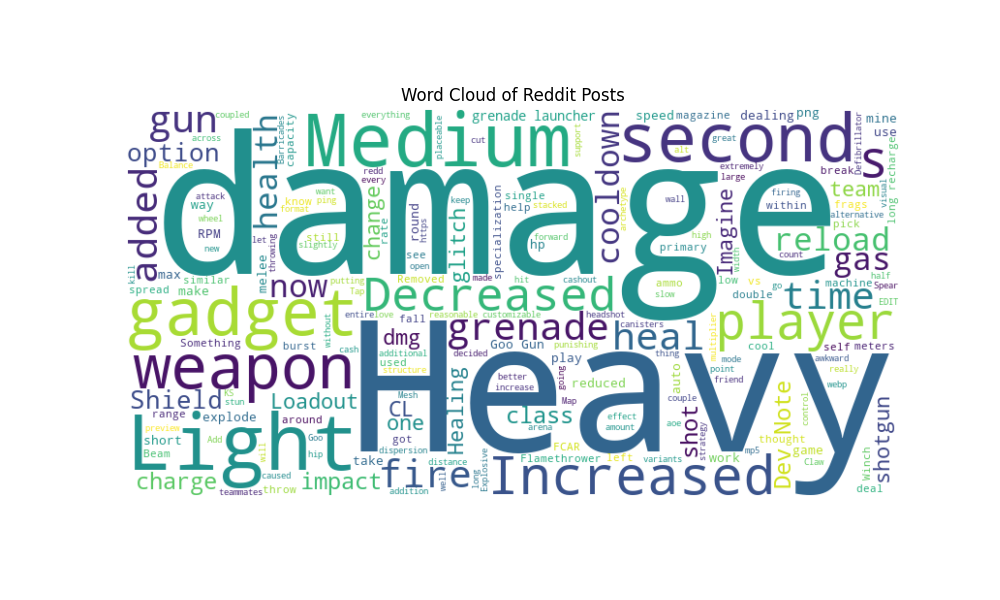 Word Cloud of Reddit Posts
gun
coupled
everything
grenade launcher
speed
magazine
dealing
png
mine
use
Medium
second
s
option
health
Barricades
capacity
placeable
cut
support
cooldown
alt
great
extremely
large
break
Defibrillator
visual
long recharge
Balance
across
redd
every
damage
added
attack
way
wheel
RPM
new
want
know
ping
format
still
slightly
let
throwing
melee
change
rate
round
see
https
open
keep
glitch
specialization
single
help
stacked
hp
forward
archetype
wall
primary
Imagine
firing
within
team
frags
alternative
pick
reload
count
width
high
kill
spread
max
similar
make
now
putting
Tap
Removed
made
hit
cashout
ammo
slow
low
vs
double
go
gas
machine
half
Spear
EDIT
gadget
Decreased
time
without
entire
love
reasonable
customizable
headshot
canisters
fall
grenade
heal
player
multiplier
Something
burst
cash
dmg
additional
used
structure
Goo Gun
punishing
play
decided
going
thing
auto
cool
self
meters
awkward
really
weapon
Heavy
mode
point
friend
webp
better
increase
Map
reduced
couple
Shield
KS
stun
Loadout
Mesh
CL
one
Healing
class
arena
effect
amount
aoe
shot
strategy
Note
Dev
thought
control
range
explode
preview
Add
Goo
around
got
dispersion
Light
short
Beam
will
hip
take
distance
FCAR
Flamethrower
left
variants
work
mp5
game
Claw
Winch
shotgun
charge
caused
impact
fire
well
long
Explosive
Increased
deal
teammates
throw
addition